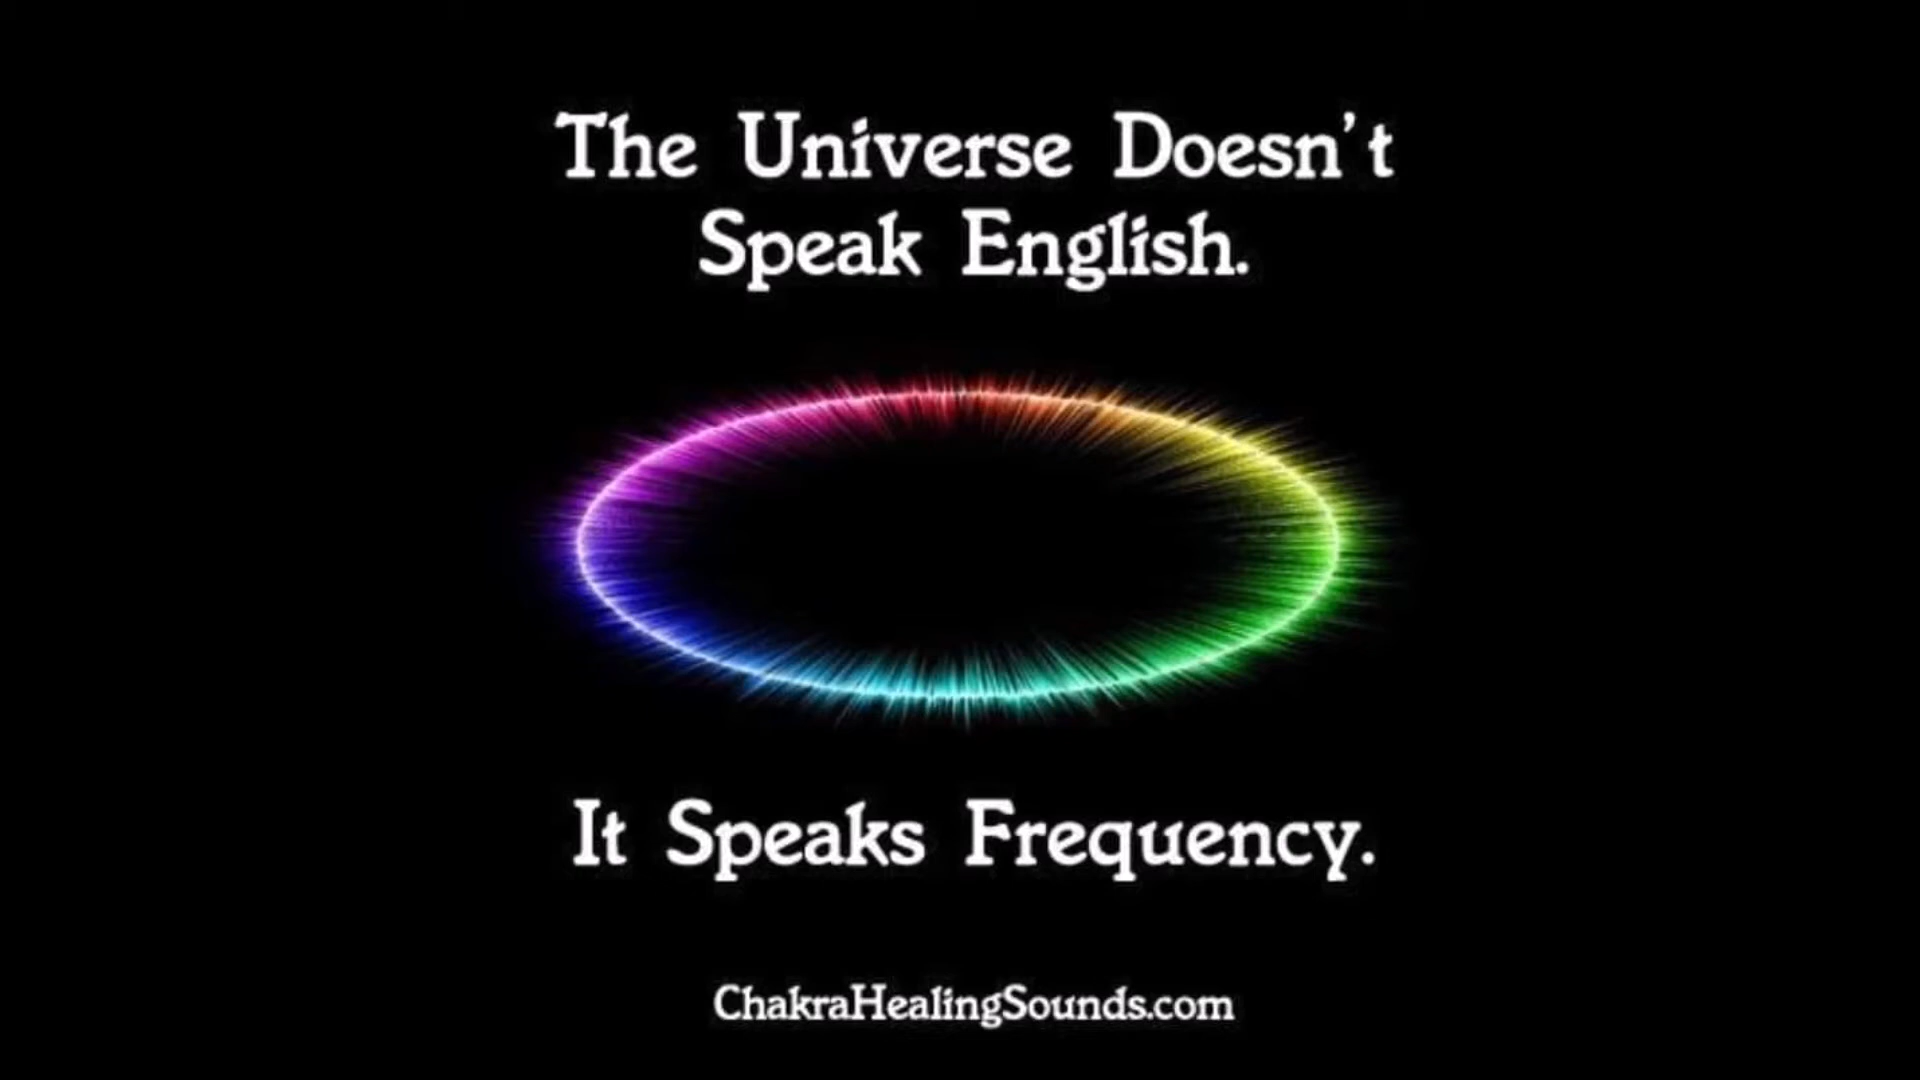 The Universe Doesn't
Speak English.
It Speaks Frequency.
ChakraHealingSounds.com